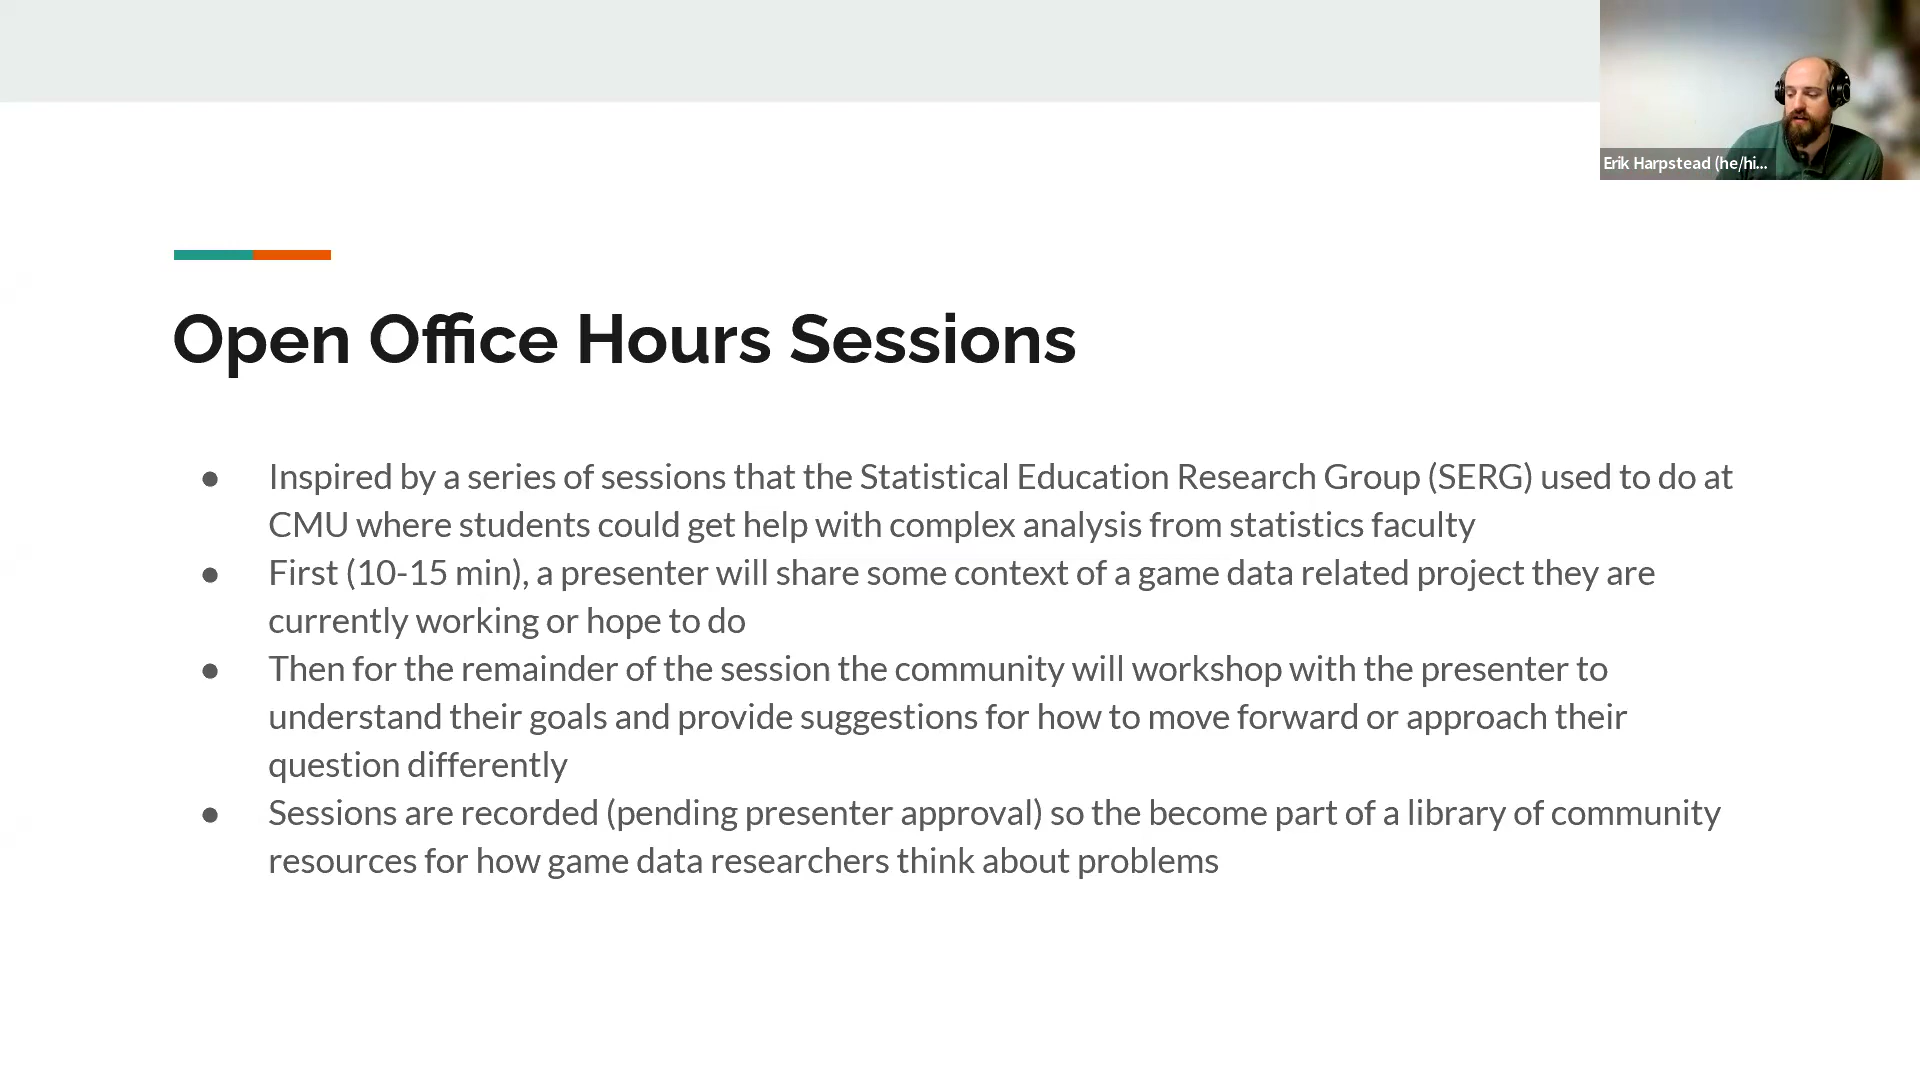 Erik Harpstead (he/hi...
Open Office Hours Sessions
● Inspired by a series of sessions that the Statistical Education Research Group (SERG) used to do at
CMU where students could get help with complex analysis from statistics faculty
● First (10-15 min), a presenter will share some context of a game data related project they are
currently working or hope to do
● Then for the remainder of the session the community will workshop with the presenter to
understand their goals and provide suggestions for how to move forward or approach their
question differently
● Sessions are recorded (pending presenter approval) so the become part of a library of community
resources for how game data researchers think about problems